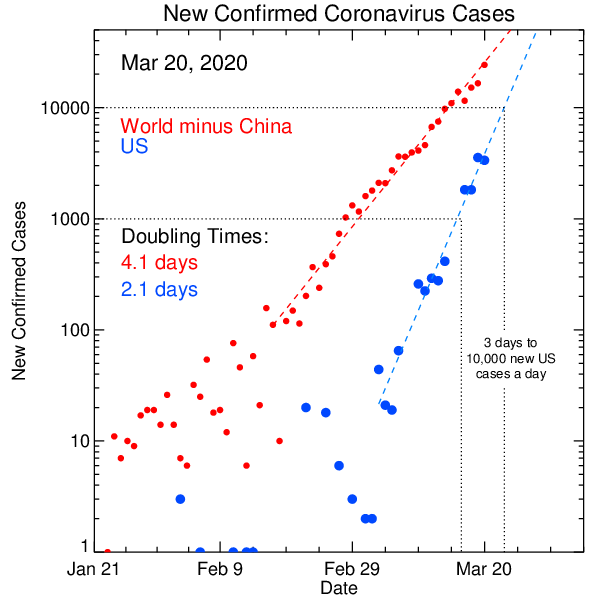 New Confirmed Coronavirus Cases
Mar 20, 2020
10000
World minus China
US
1000
Doubling Times:
4.1 days
2.1 days
New Confirmed Cases
100
3 days to
10,000 new US
cases a day
10
1
Jan 21
Feb 9
Feb 29
Mar 20
Date